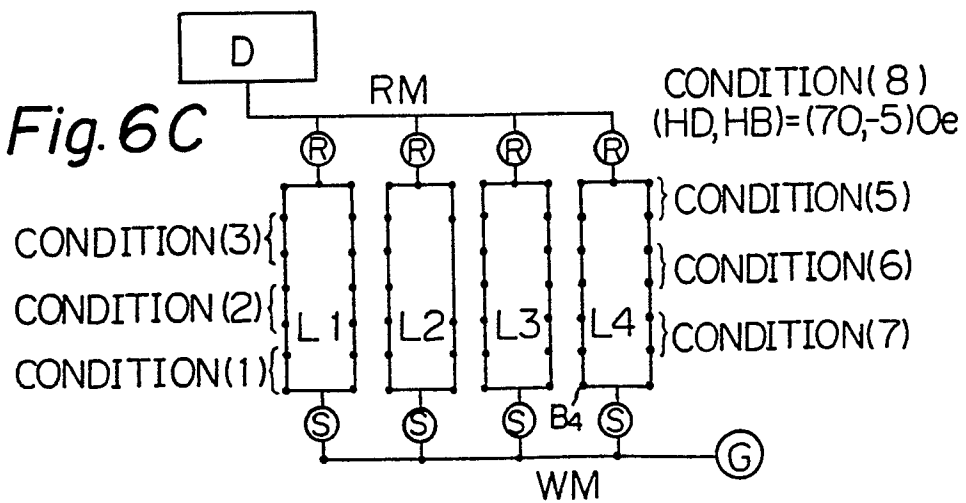 D
RM
CONDITION(8)
(HD,HB)=(70,-5)Oe
Fig. 6C
R R R R
CONDITION(5)
CONDITION(3)
CONDITION(6)
CONDITION(2)
L1 L2 L3 L4
CONDITION(7)
CONDITION(1)
B4
S S S S
G
WM